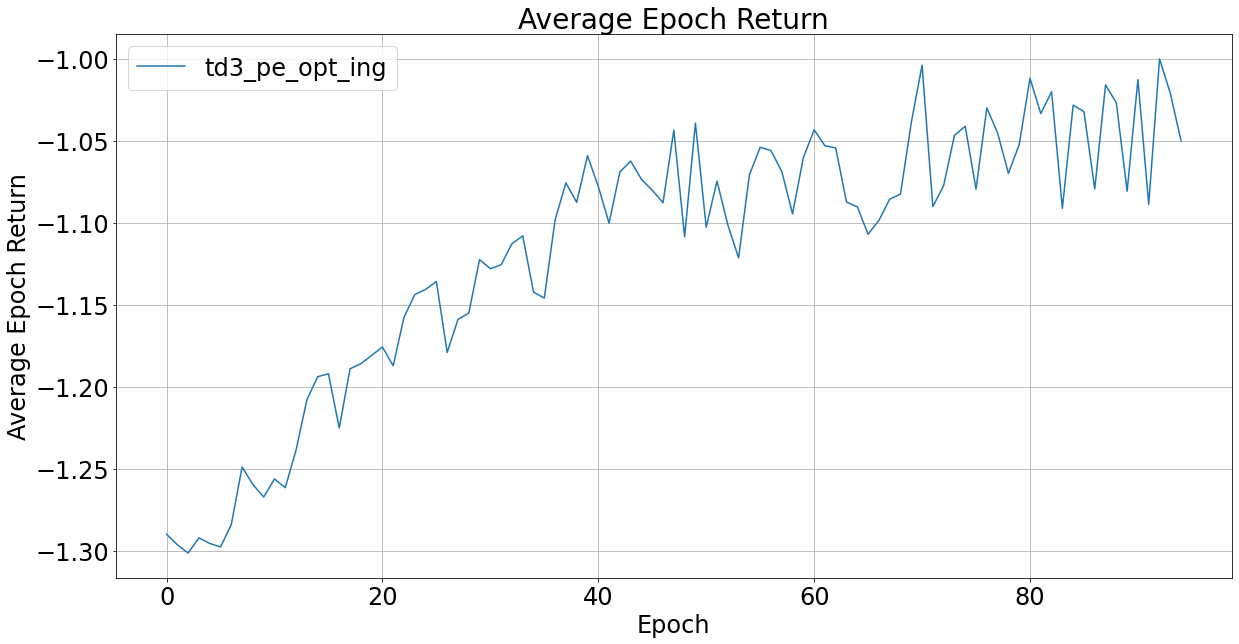 Average Epoch Return
td3_pe_opt_ing
Average Epoch Return
−1.00
−1.05
−1.10
−1.15
−1.20
−1.25
−1.30
0 20 40 60 80
Epoch